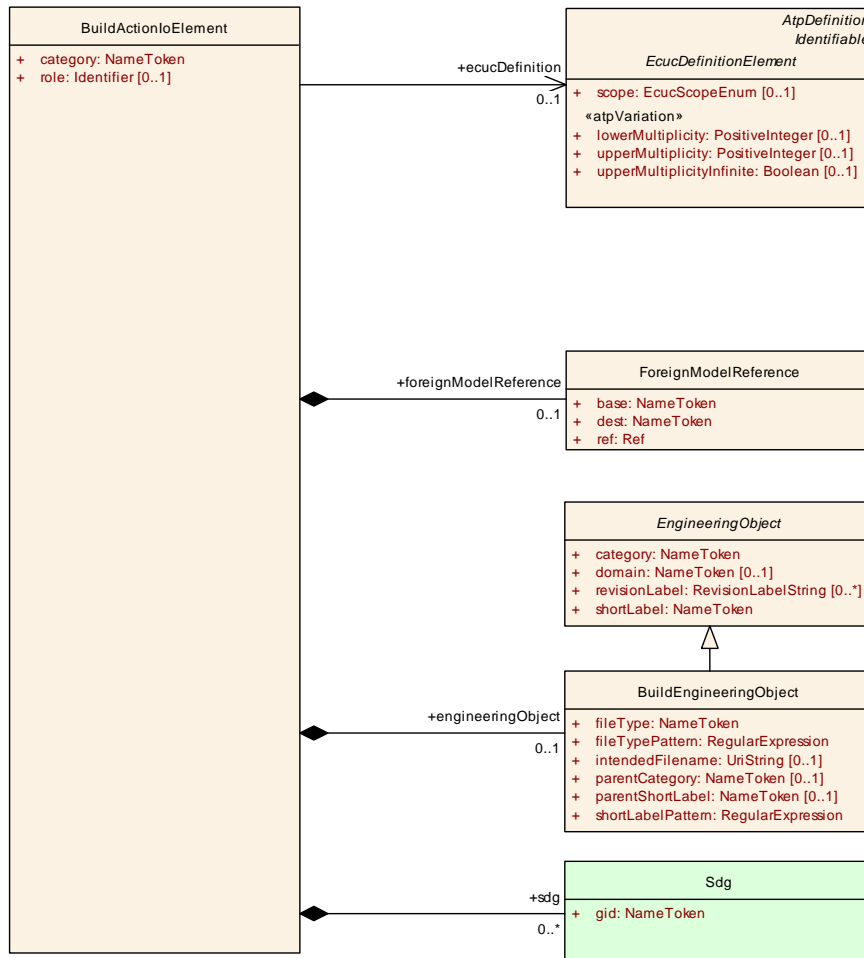 BuildActionIoElement
+ category: NameToken
+ role: Identifier [0..1]
+ecucDefinition
0..1
AtpDefinition
Identifiable
EcucDefinitionElement
+ scope: EcucScopeEnum [0..1]
«atpVariation»
+ lowerMultiplicity: PositiveInteger [0..1]
+ upperMultiplicity: PositiveInteger [0..1]
+ upperMultiplicityInfinite: Boolean [0..1]
+foreignModelReference
0..1
ForeignModelReference
+ base: NameToken
+ dest: NameToken
+ ref: Ref
EngineeringObject
+ category: NameToken
+ domain: NameToken [0..1]
+ revisionLabel: RevisionLabelString [0..*]
+ shortLabel: NameToken
+engineeringObject
0..1
BuildEngineeringObject
+ fileType: NameToken
+ fileTypePattern: RegularExpression
+ intendedFilename: UriString [0..1]
+ parentCategory: NameToken [0..1]
+ parentShortLabel: NameToken [0..1]
+ shortLabelPattern: RegularExpression
+sdg
0..*
Sdg
+ gid: NameToken